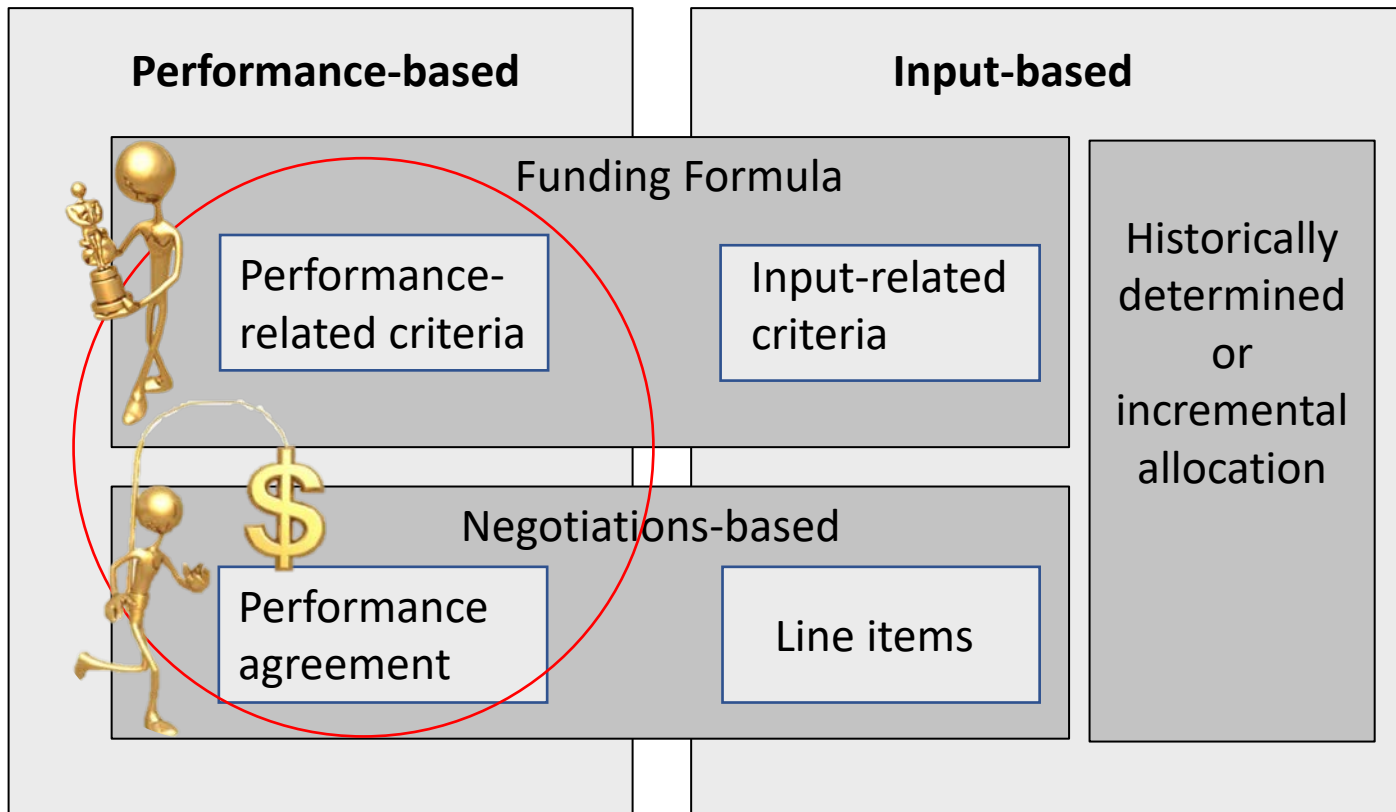 Performance-based
Input-based
Funding Formula
Performance-
related criteria
Input-related
criteria
Historically
determined
or
incremental
allocation
$
Negotiations-based
Performance
agreement
Line items